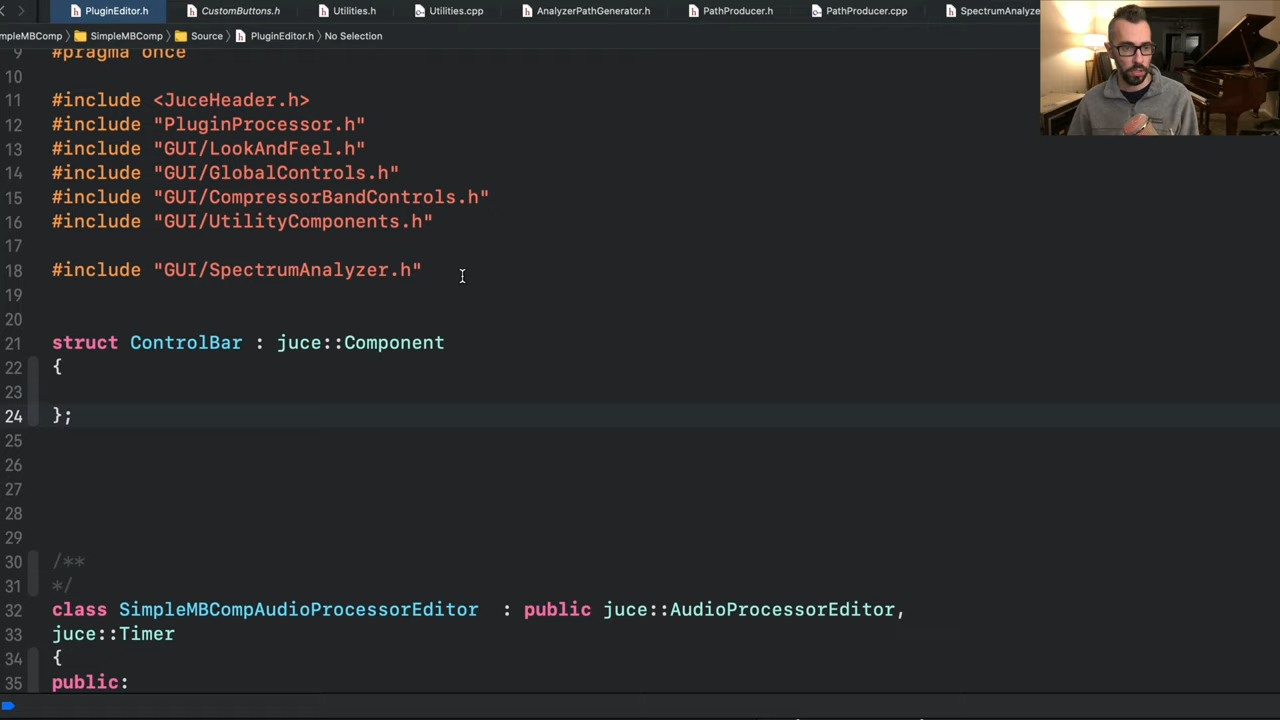 PluginEditor.h CustomButtons.h Utilities.h Utilities.cpp AnalyzerPathGenerator.h PathProducer.h PathProducer.cpp SpectrumAnalyze
mpleMBComp SimpleMBComp Source PluginEditor.h No Selection
9 #pragma once
10
11 #include <JuceHeader.h>
12 #include "PluginProcessor.h"
13 #include "GUI/LookAndFeel.h"
14 #include "GUI/GlobalControls.h"
15 #include "GUI/CompressorBandControls.h"
16 #include "GUI/UtilityComponents.h"
17
18 #include "GUI/SpectrumAnalyzer.h"
19
20
21 struct ControlBar : juce::Component
22 {
23
24 };
25
26
27
28
29
30 /**
31 */
32 class SimpleMBCompAudioProcessorEditor : public juce::AudioProcessorEditor,
33 juce::Timer
34 {
35 public: